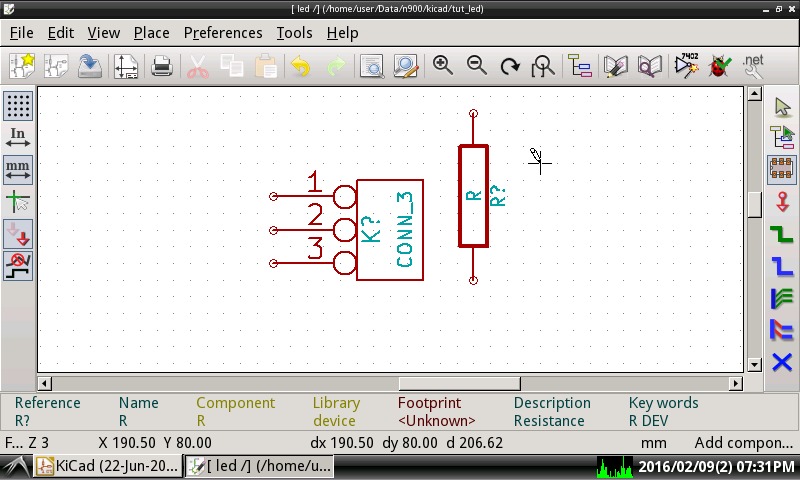 [ led /] (/home/user/Data/n900/kicad/tut_led)
File Edit View Place Preferences Tools Help
7402
.net
In
mm
1
2
3
K?
CONN_3
R
R?
Reference Name Component Library Footprint Description Key words
R? R R device <Unknown> Resistance R DEV
F... Z 3 X 190.50 Y 80.00 dx 190.50 dy 80.00 d 206.62 mm Add compon...
KiCad (22-Jun-20... [ led /] (/home/u... 2016/02/09(2) 07:31PM